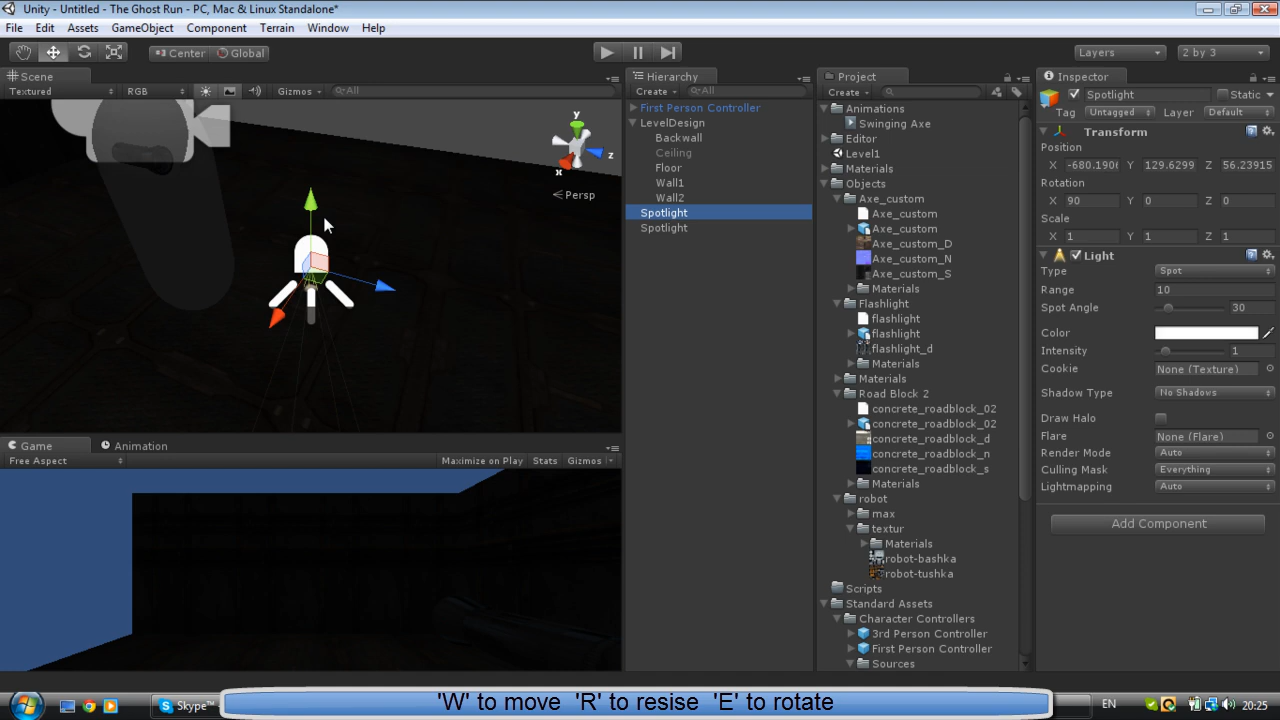 Unity - Untitled - The Ghost Run - PC, Mac & Linux Standalone*
File Edit Assets GameObject Component Terrain Window Help
Center Global Layers 2 by 3
Scene
Textured RGB Gizmos All
y
z
x
Persp
Game Animation
Free Aspect Maximize on Play Stats Gizmos
Hierarchy
Create All
First Person Controller
LevelDesign
Backwall
Ceiling
Floor
Wall1
Wall2
Spotlight
Spotlight
Project
Create
Animations
Swinging Axe
Editor
Level1
Materials
Objects
Axe_custom
Axe_custom
Axe_custom
Axe_custom_D
Axe_custom_N
Axe_custom_S
Materials
Flashlight
flashlight
flashlight
flashlight_d
Materials
Materials
Road Block 2
concrete_roadblock_02
concrete_roadblock_02
concrete_roadblock_d
concrete_roadblock_n
concrete_roadblock_s
Materials
robot
max
textur
Materials
robot-bashka
robot-tushka
Scripts
Standard Assets
Character Controllers
3rd Person Controller
First Person Controller
Sources
Inspector
Spotlight Static
Tag Untagged Layer Default
Transform
Position
X -680.190 Y 129.6299 Z 56.23915
Rotation
X 90 Y 0 Z 0
Scale
X 1 Y 1 Z 1
Light
Type Spot
Range 10
Spot Angle 30
Color
Intensity 1
Cookie None (Texture)
Shadow Type No Shadows
Draw Halo
Flare None (Flare)
Render Mode Auto
Culling Mask Everything
Lightmapping Auto
Add Component
Skype™
'W' to move 'R' to resise 'E' to rotate
EN 20:25